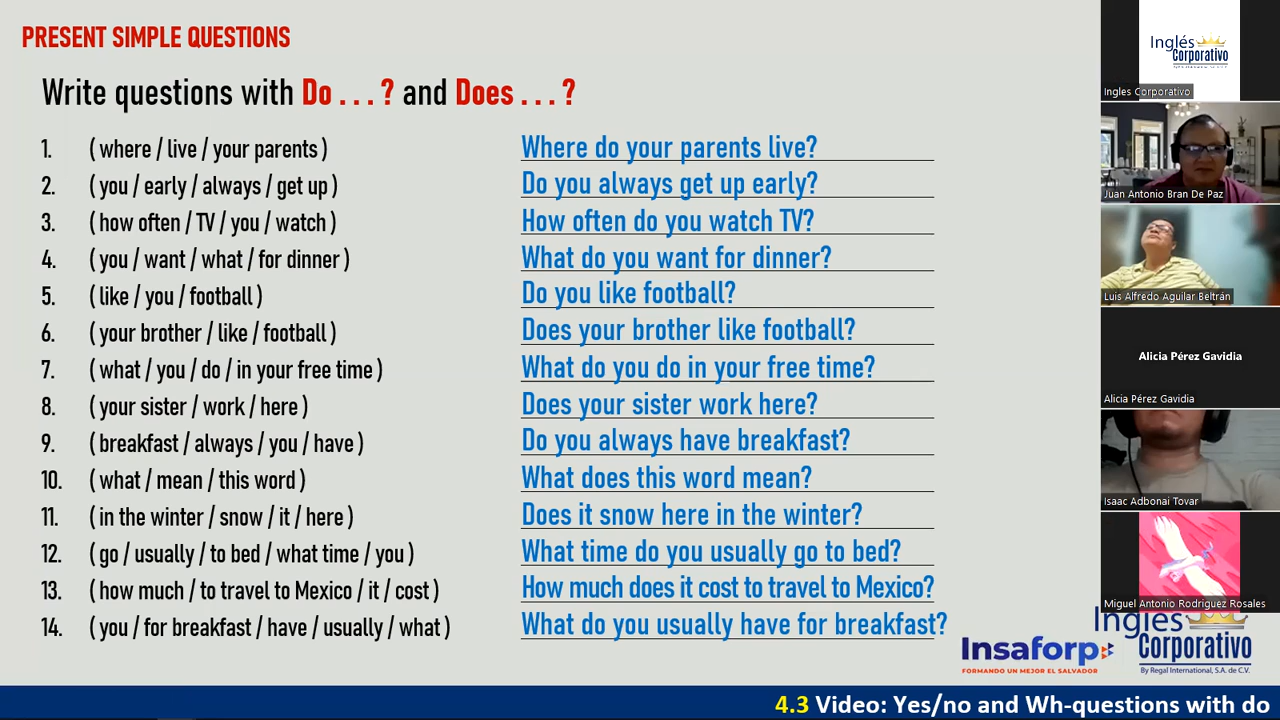 PRESENT SIMPLE QUESTIONS
Write questions with Do . . . ? and Does . . . ?
1. ( where / live / your parents ) Where do your parents live?
2. ( you / early / always / get up ) Do you always get up early?
3. ( how often / TV / you / watch ) How often do you watch TV?
4. ( you / want / what / for dinner ) What do you want for dinner?
5. ( like / you / football ) Do you like football?
6. ( your brother / like / football ) Does your brother like football?
7. ( what / you / do / in your free time ) What do you do in your free time?
8. ( your sister / work / here ) Does your sister work here?
9. ( breakfast / always / you / have ) Do you always have breakfast?
10. ( what / mean / this word ) What does this word mean?
11. ( in the winter / snow / it / here ) Does it snow here in the winter?
12. ( go / usually / to bed / what time / you ) What time do you usually go to bed?
13. ( how much / to travel to Mexico / it / cost ) How much does it cost to travel to Mexico?
14. ( you / for breakfast / have / usually / what ) What do you usually have for breakfast?
Insaforp
FORMANDO UN MEJOR EL SALVADOR
Inglés
Corporativo
By Regal International, S.A. de C.V.
4.3 Video: Yes/no and Wh-questions with do
Inglés
Corporativo
Ingles Corporativo
Juan Antonio Bran De Paz
Luis Alfredo Aguilar Beltrán
Alicia Pérez Gavidia
Alicia Pérez Gavidia
Isaac Adbonai Tovar
Miguel Antonio Rodriguez Rosales